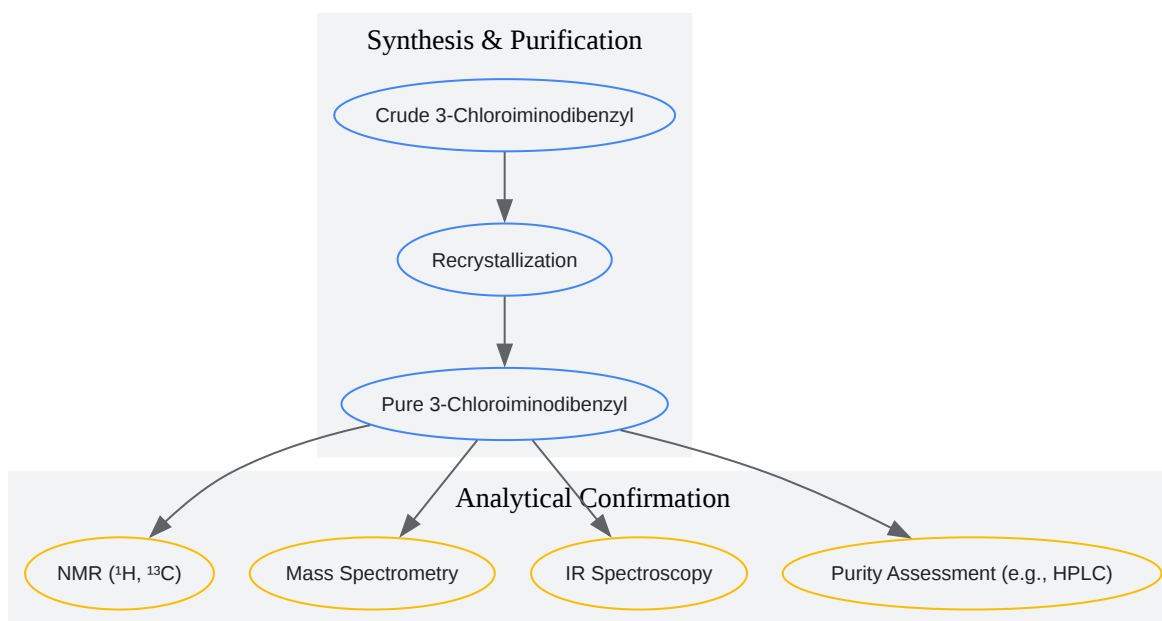 Synthesis & Purification
Crude 3-Chloroiminodibenzyl
Recrystallization
Pure 3-Chloroiminodibenzyl
Analytical Confirmation
NMR (¹H, ¹³C)
Mass Spectrometry
IR Spectroscopy
Purity Assessment (e.g., HPLC)